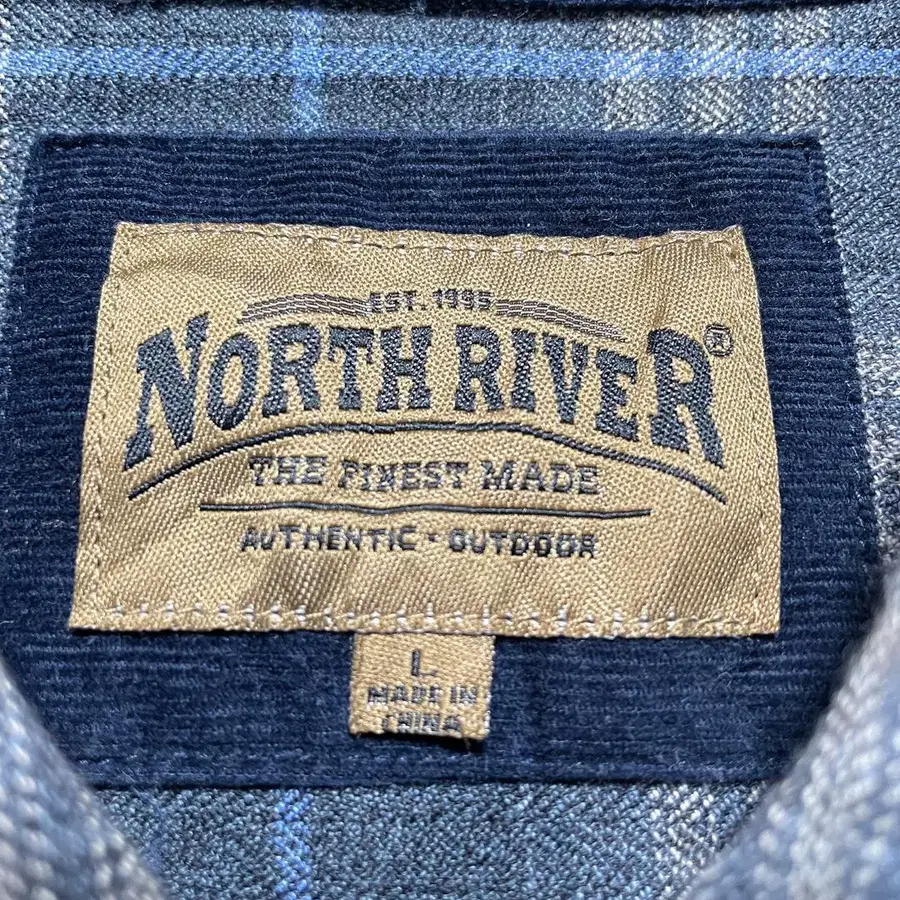 EST. 1995
NORTH RIVER®
THE FINEST MADE
AUTHENTIC · OUTDOOR
L
MADE IN
CHINA